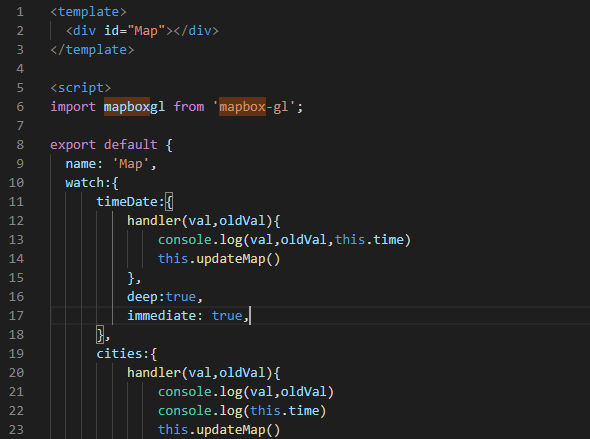 1 <template>
2 <div id="Map"></div>
3 </template>
4
5 <script>
6 import mapboxgl from 'mapbox-gl';
7
8 export default {
9 name: 'Map',
10 watch:{
11 timeDate:{
12 handler(val,oldVal){
13 console.log(val,oldVal,this.time)
14 this.updateMap()
15 },
16 deep:true,
17 immediate: true,
18 },
19 cities:{
20 handler(val,oldVal){
21 console.log(val,oldVal)
22 console.log(this.time)
23 this.updateMap()